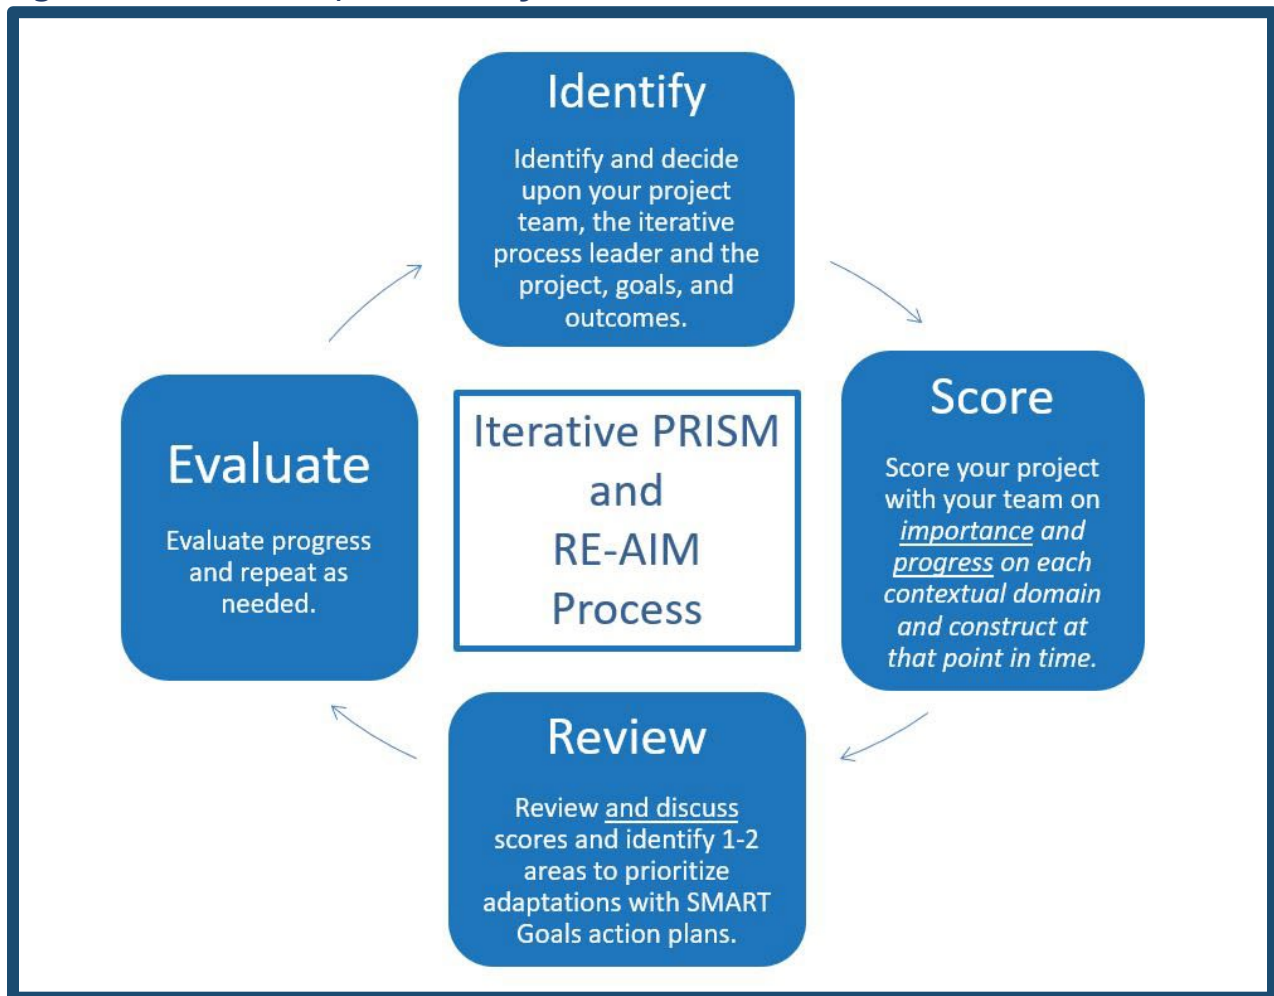 Identify
Identify and decide
upon your project
team, the iterative
process leader and the
project, goals, and
outcomes.
Score
Score your project
with your team on
importance and
progress on each
contextual domain
and construct at
that point in time.
Review
Review and discuss
scores and identify 1-2
areas to prioritize
adaptations with SMART
Goals action plans.
Evaluate
Evaluate progress
and repeat as
needed.
Iterative PRISM
and
RE-AIM
Process